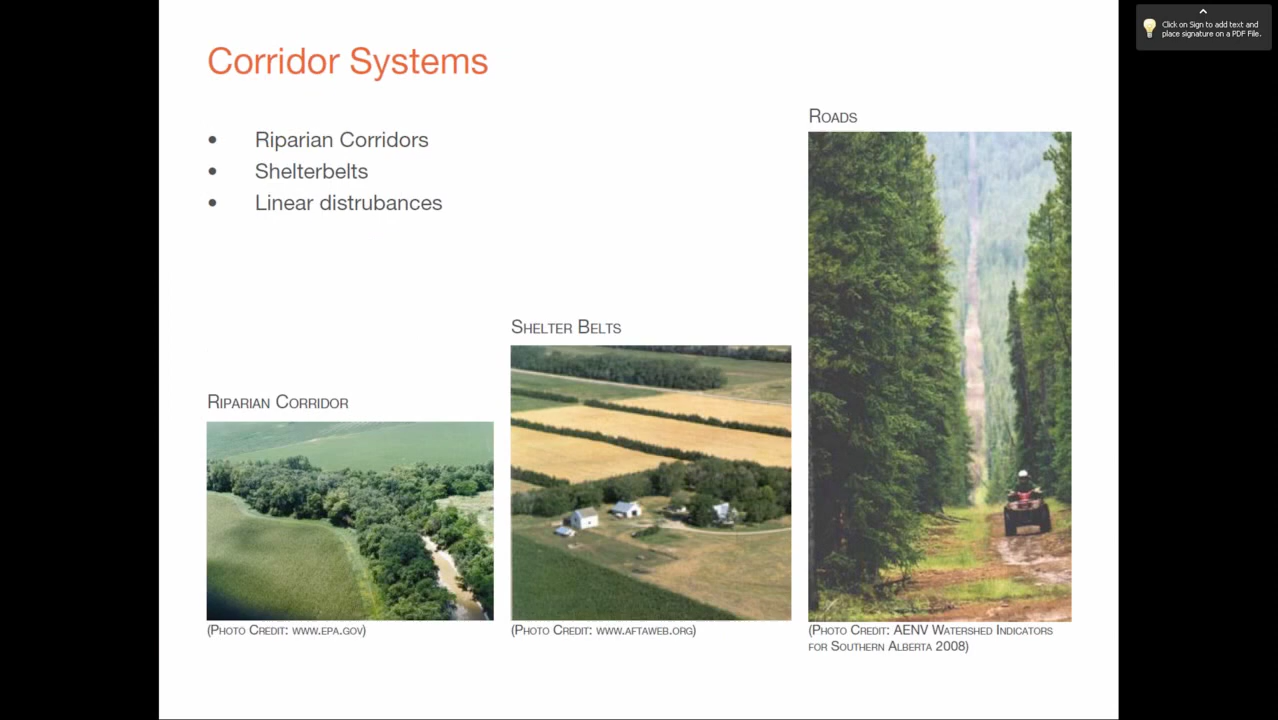 Corridor Systems
• Riparian Corridors
• Shelterbelts
• Linear distrubances
Riparian Corridor
(Photo Credit: www.epa.gov)
Shelter Belts
(Photo Credit: www.aftaweb.org)
Roads
(Photo Credit: AENV Watershed Indicators
for Southern Alberta 2008)
Click on Sign to add text and
place signature on a PDF File.